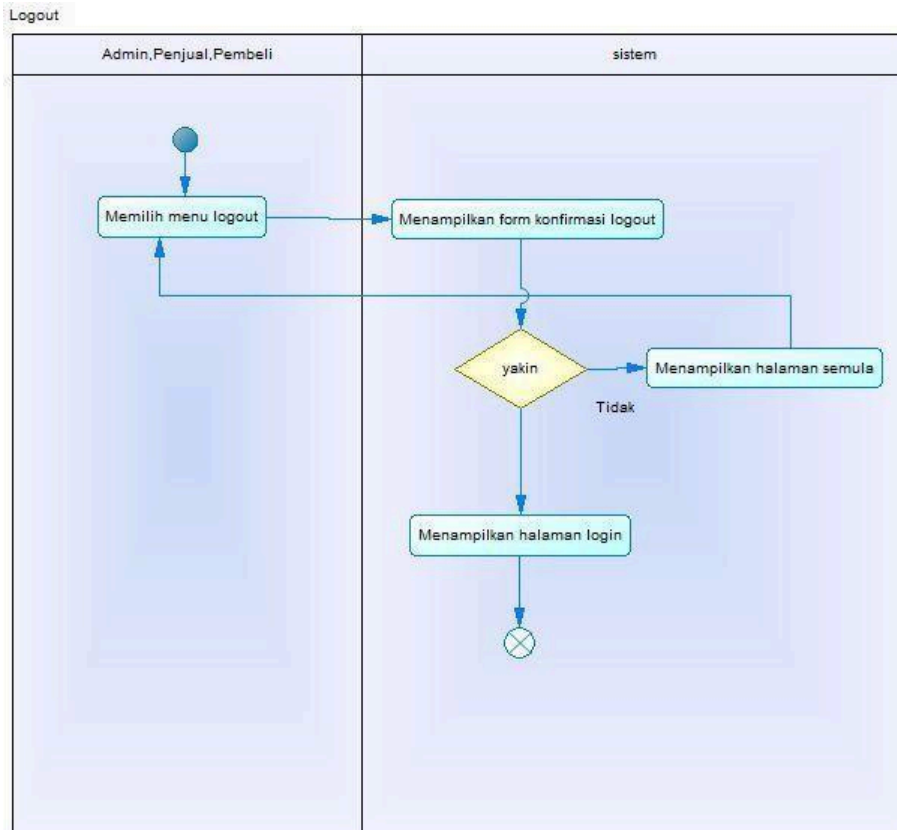 Logout
Admin,Penjual,Pembeli
sistem
Memilih menu logout
Menampilkan form konfirmasi logout
yakin
Menampilkan halaman semula
Tidak
Menampilkan halaman login